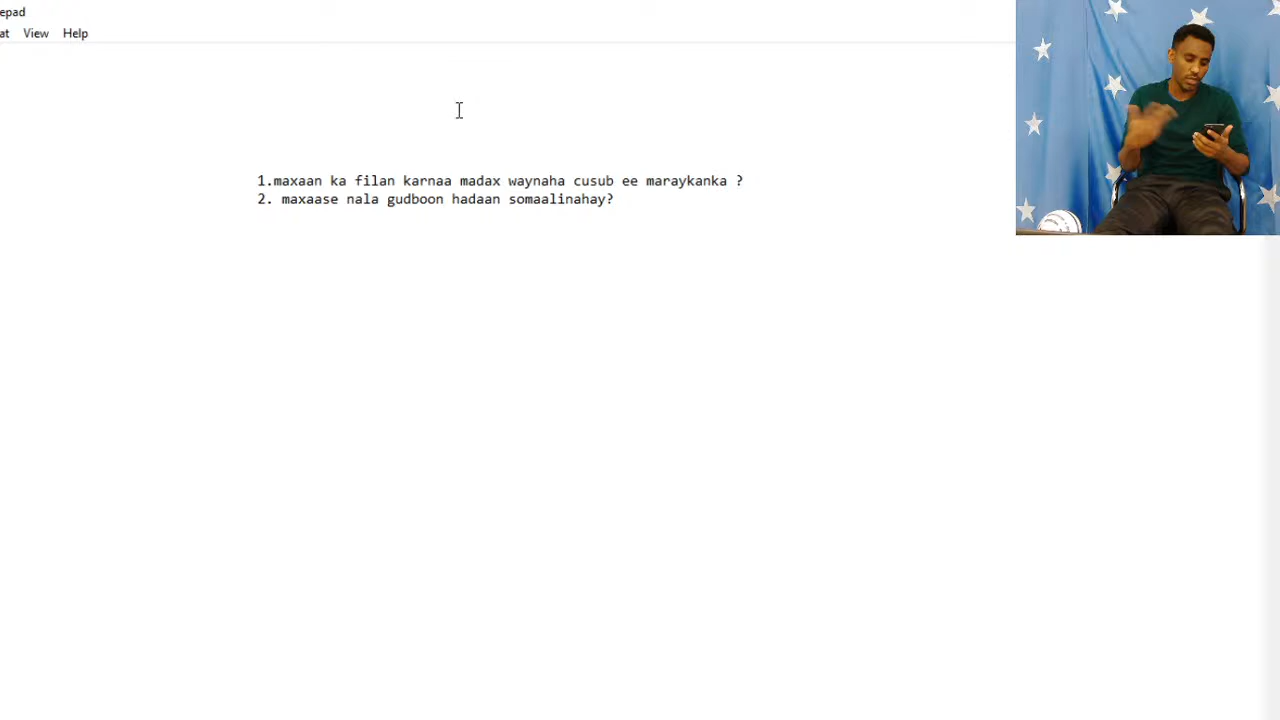 epad
at View Help
1.maxaan ka filan karnaa madax waynaha cusub ee maraykanka ?
2. maxaase nala gudboon hadaan somaalinahay?